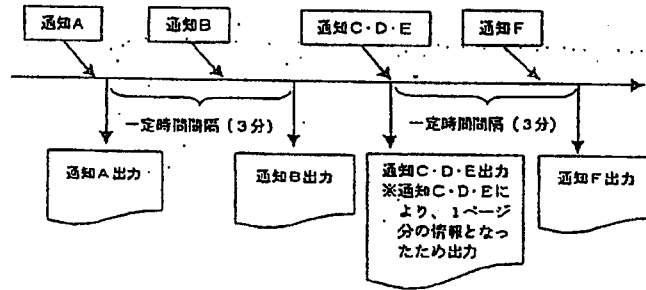 通知A
通知B
通知C・D・E
通知F
一定時間間隔（3分）
一定時間間隔（3分）
通知A出力
通知B出力
通知C・D・E出力
※通知C・D・Eに
より、1ページ
分の情報となっ
たため出力
通知F出力